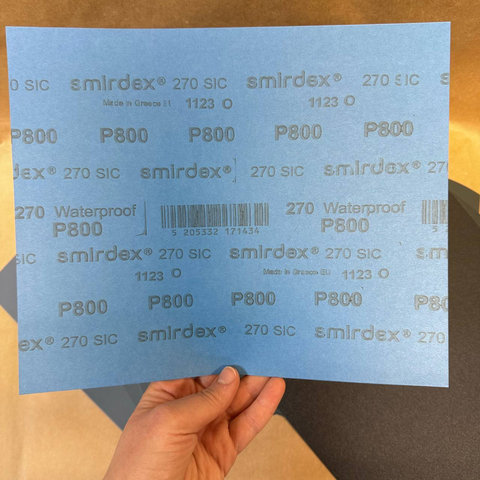 0 SIC smirdex® 270 SIC smirdex® 270 SIC
Made in Greece EU 1123 O 1123 O
P800 P800 P800 P800 P800
dex® 270 SIC smirdex® 270 SIC smirdex® 270
270 Waterproof 270 Waterproof
P800 5 205332 171434 P800 5 205
SIC smirdex® 270 SIC smirdex® 270 SIC sm
1123 O Made in Greece EU 1123 O
P800 P800 P800 P800 P80
ex® 270 SIC smirdex® 270 SIC smirdex® 270